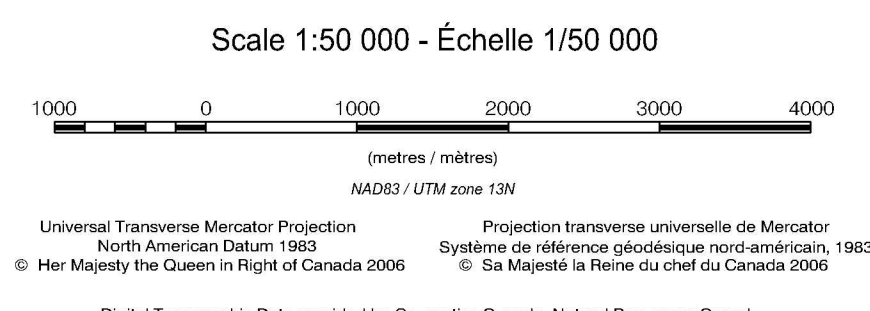 Scale 1:50 000 - Échelle 1/50 000
1000 0 1000 2000 3000 4000
(metres / mètres)
NAD83 / UTM zone 13N
Universal Transverse Mercator Projection
North American Datum 1983
© Her Majesty the Queen in Right of Canada 2006
Projection transverse universelle de Mercator
Système de référence géodésique nord-américain, 1983
© Sa Majesté la Reine du chef du Canada 2006